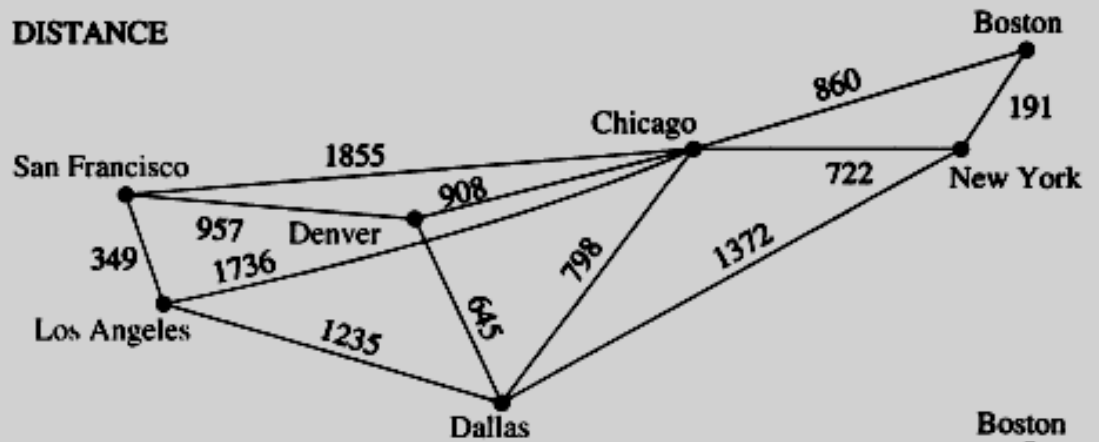 DISTANCE
Boston
860
191
Chicago
1855
San Francisco
722
New York
908
957
Denver
349
1736
798
1372
Los Angeles
1235
645
Dallas
Boston